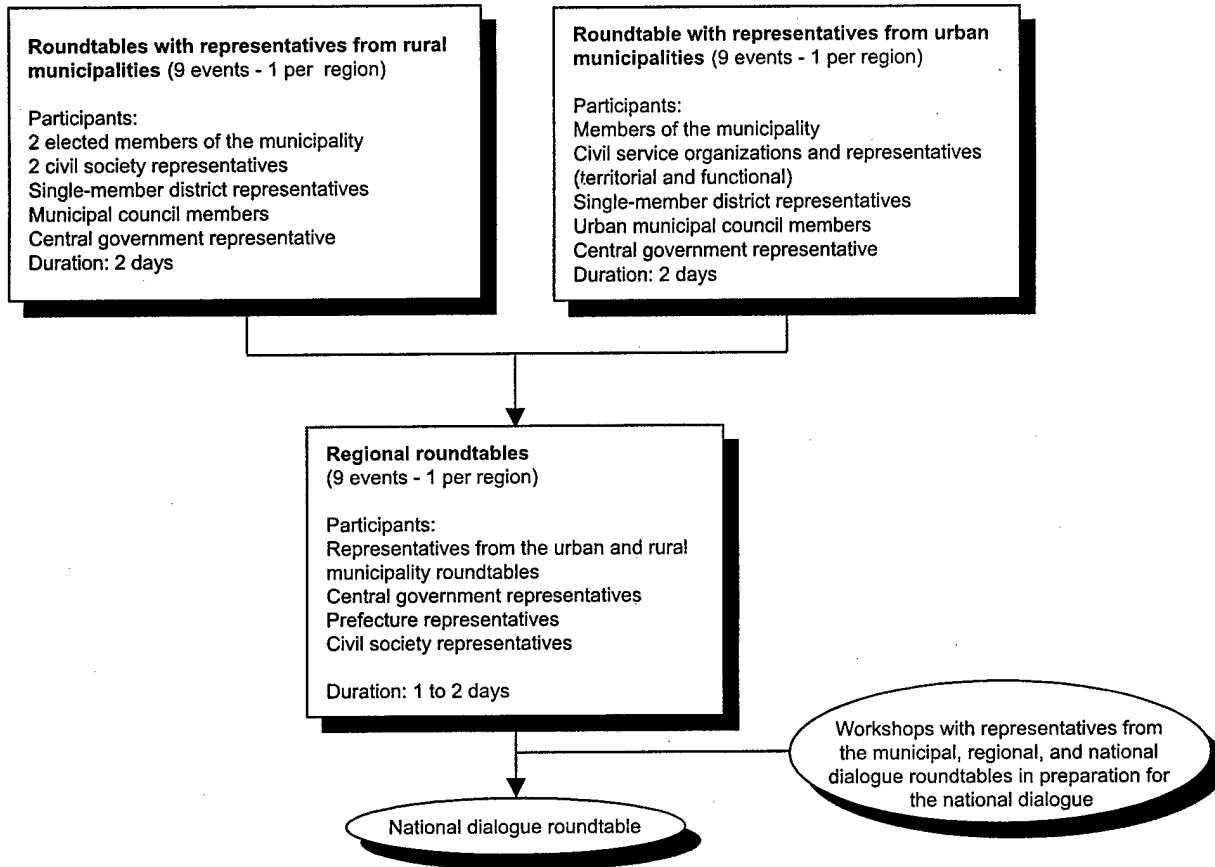 Roundtables with representatives from rural
municipalities (9 events - 1 per region)
Participants:
2 elected members of the municipality
2 civil society representatives
Single-member district representatives
Municipal council members
Central government representative
Duration: 2 days
Roundtable with representatives from urban
municipalities (9 events - 1 per region)
Participants:
Members of the municipality
Civil service organizations and representatives
(territorial and functional)
Single-member district representatives
Urban municipal council members
Central government representative
Duration: 2 days
Regional roundtables
(9 events - 1 per region)
Participants:
Representatives from the urban and rural
municipality roundtables
Central government representatives
Prefecture representatives
Civil society representatives
Duration: 1 to 2 days
Workshops with representatives from
the municipal, regional, and national
dialogue roundtables in preparation for
the national dialogue
National dialogue roundtable